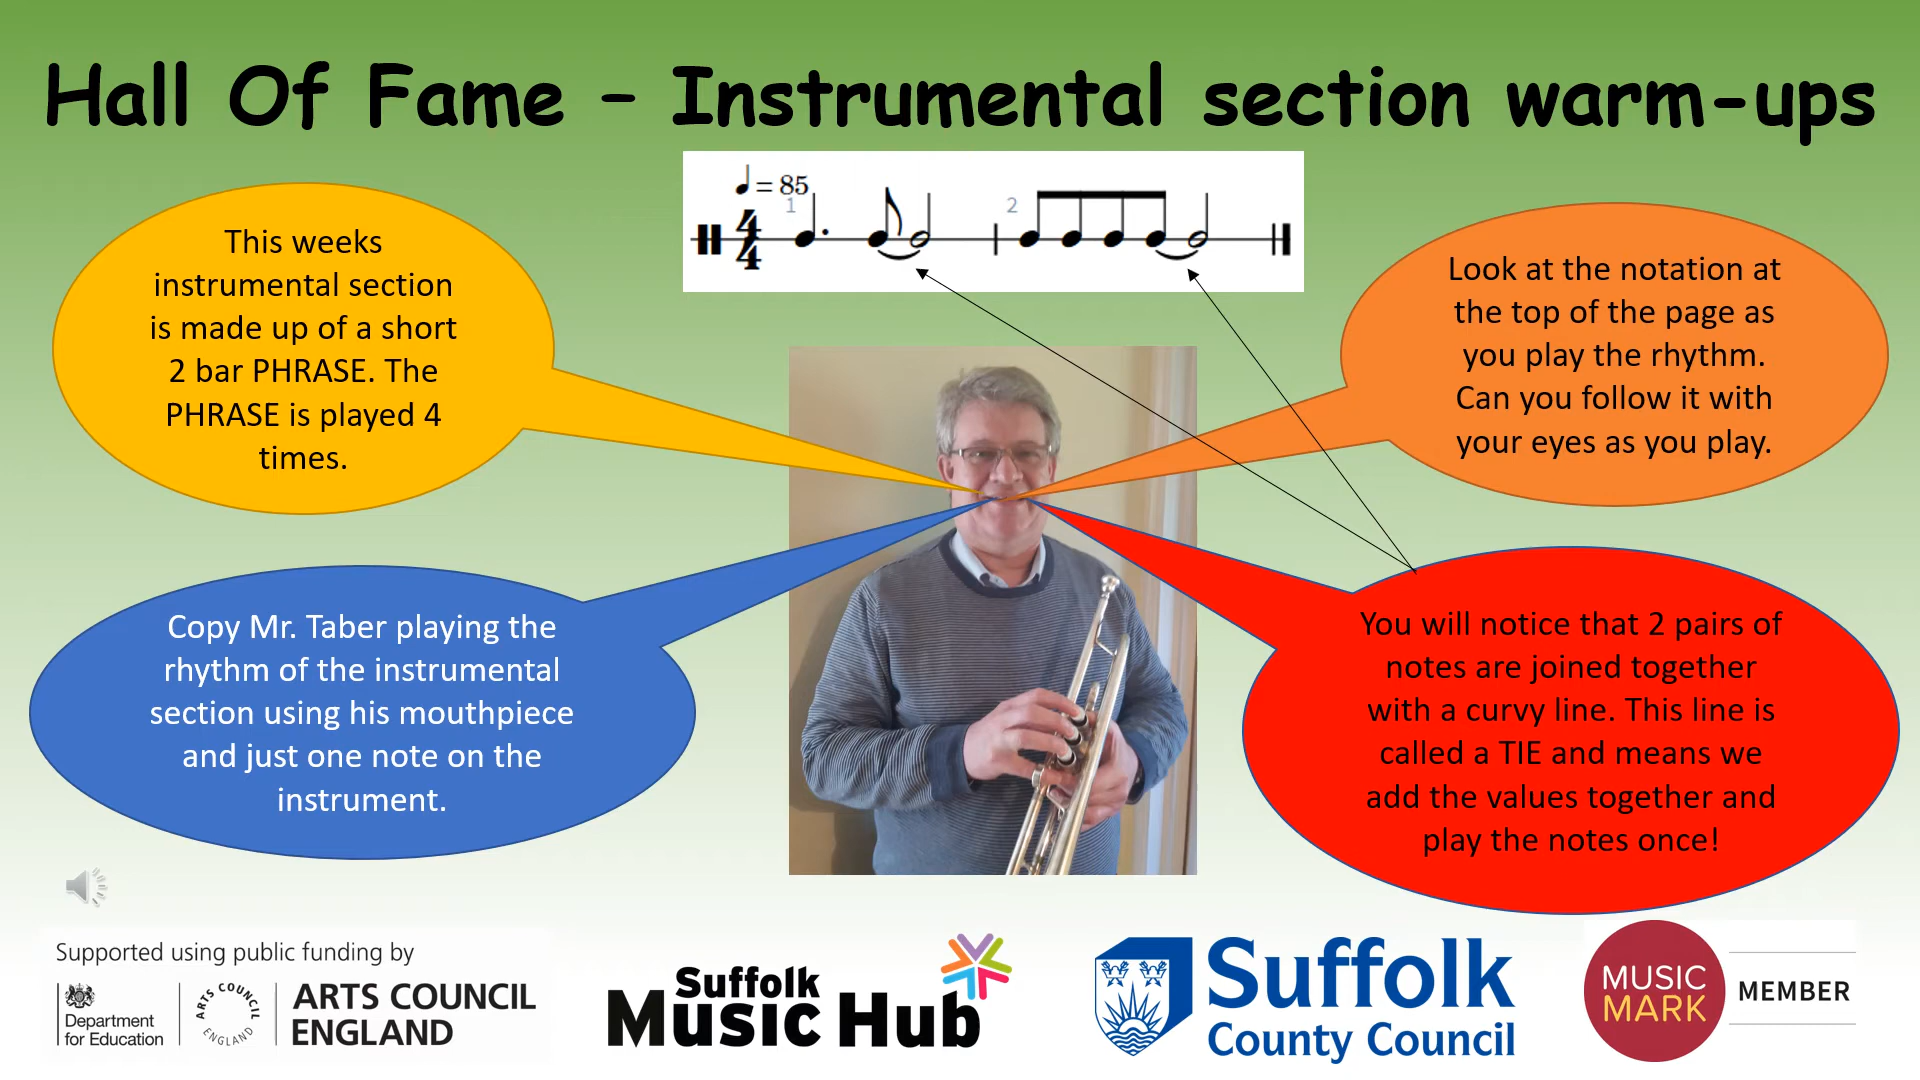 Hall Of Fame – Instrumental section warm-ups
= 85
1
2
4
4
This weeks
instrumental section
is made up of a short
2 bar PHRASE. The
PHRASE is played 4
times.
Look at the notation at
the top of the page as
you play the rhythm.
Can you follow it with
your eyes as you play.
Copy Mr. Taber playing the
rhythm of the instrumental
section using his mouthpiece
and just one note on the
instrument.
You will notice that 2 pairs of
notes are joined together
with a curvy line. This line is
called a TIE and means we
add the values together and
play the notes once!
Supported using public funding by
Department
for Education
ARTS COUNCIL
ENGLAND
ARTS COUNCIL
ENGLAND
Suffolk
Music Hub
Suffolk
County Council
MUSIC
MARK
MEMBER